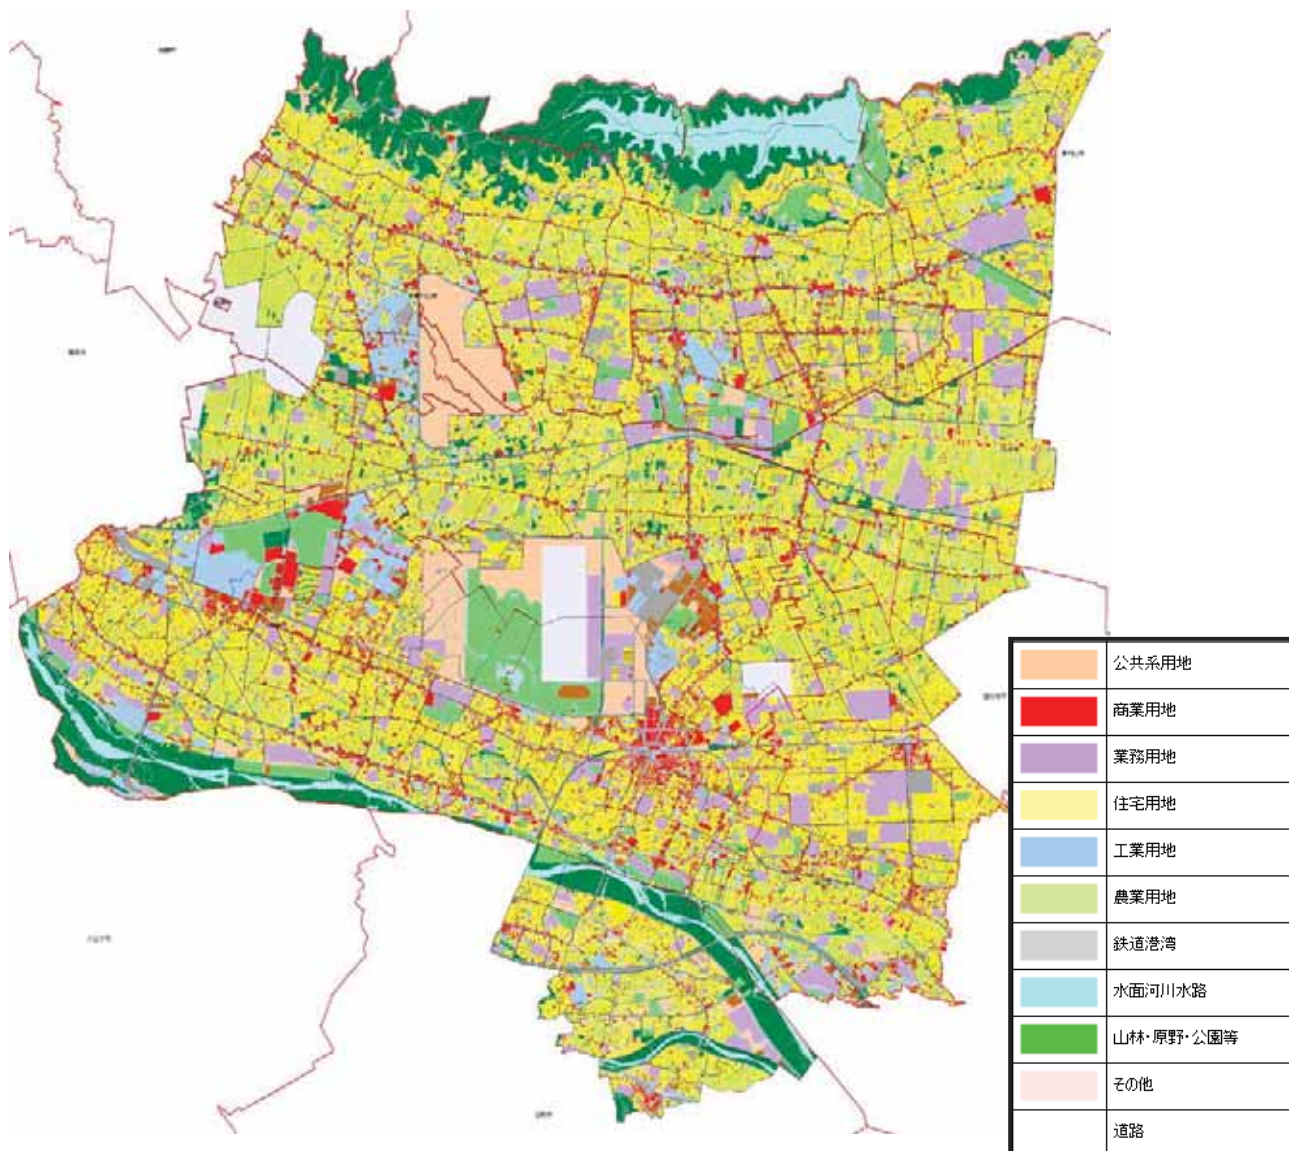 公共系用地
商業用地
業務用地
住宅用地
工業用地
農業用地
鉄道港湾
水面河川水路
山林・原野・公園等
その他
道路